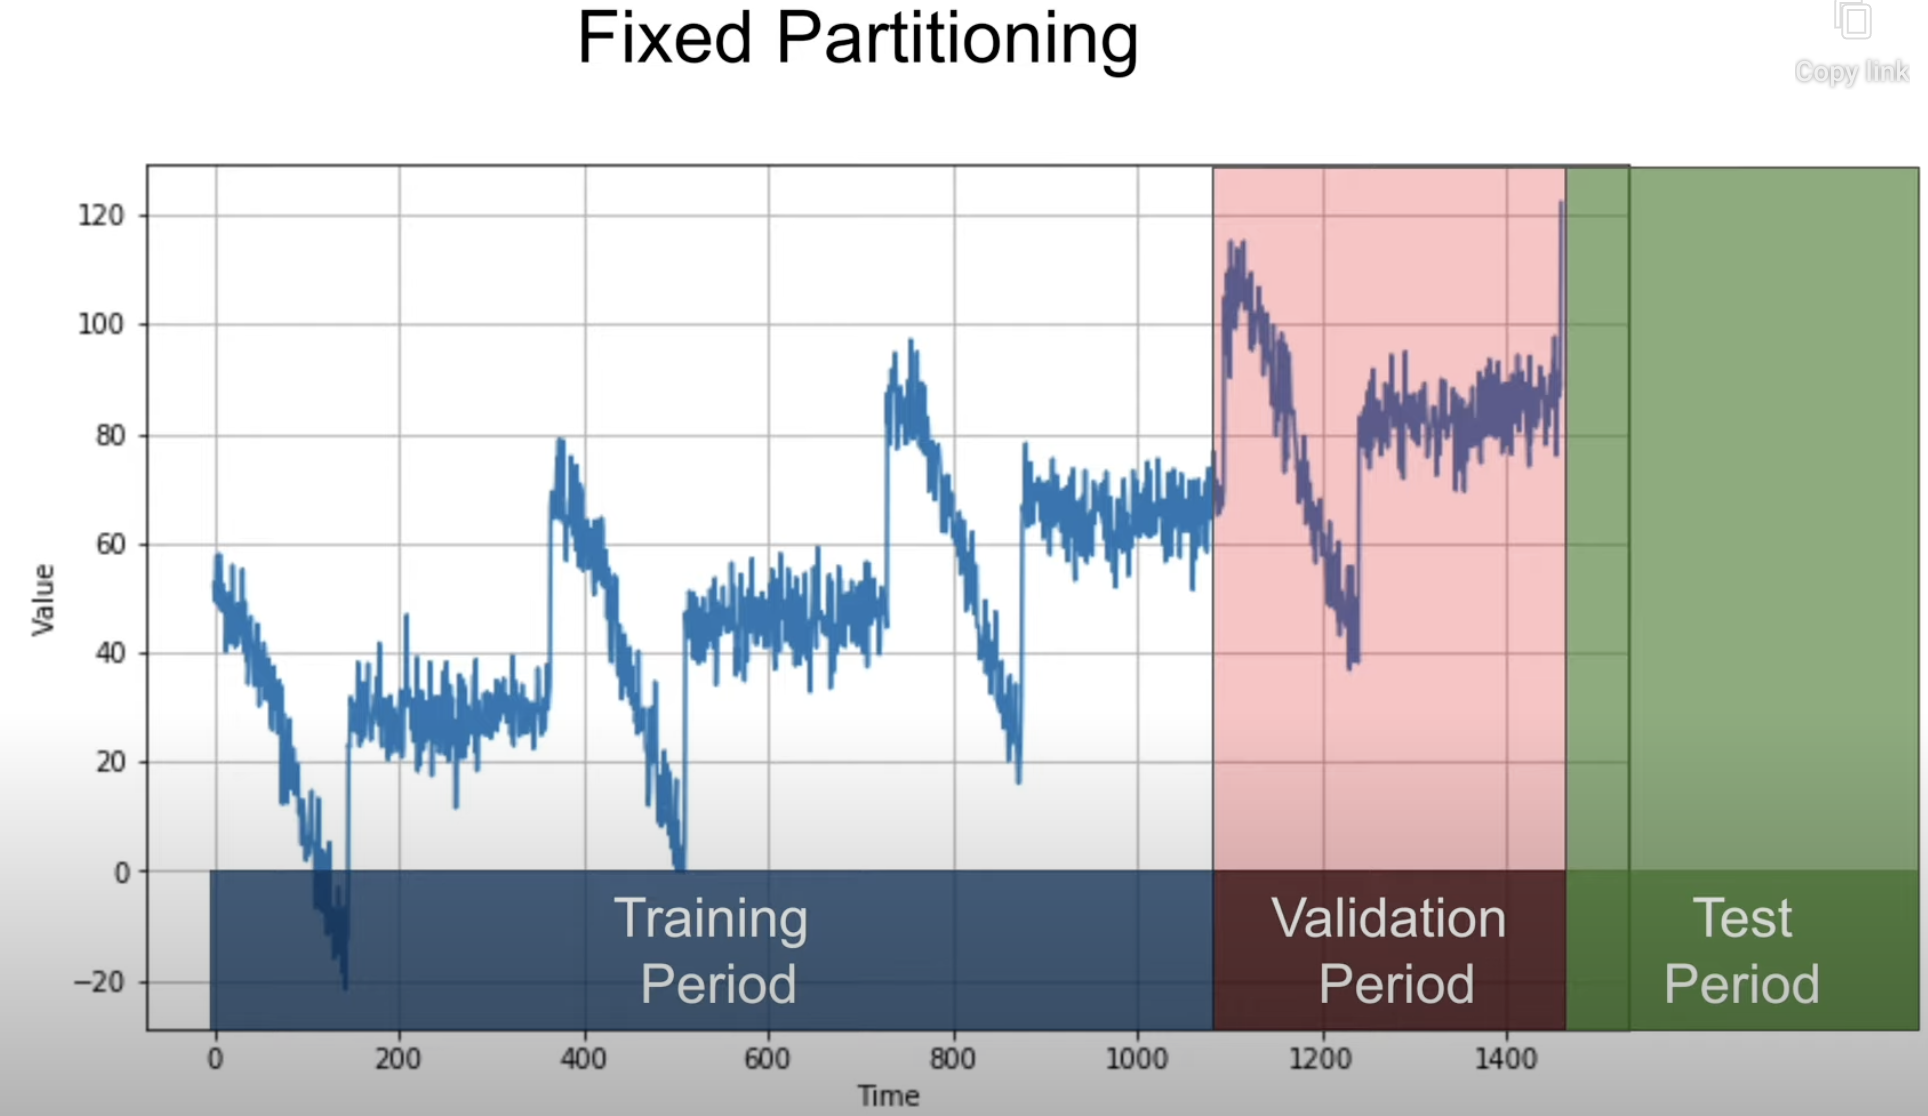 Fixed Partitioning
Copy link
120
100
80
60
40
20
0
−20
Value
Training
Period
Validation
Period
Test
Period
0 200 400 600 800 1000 1200 1400
Time